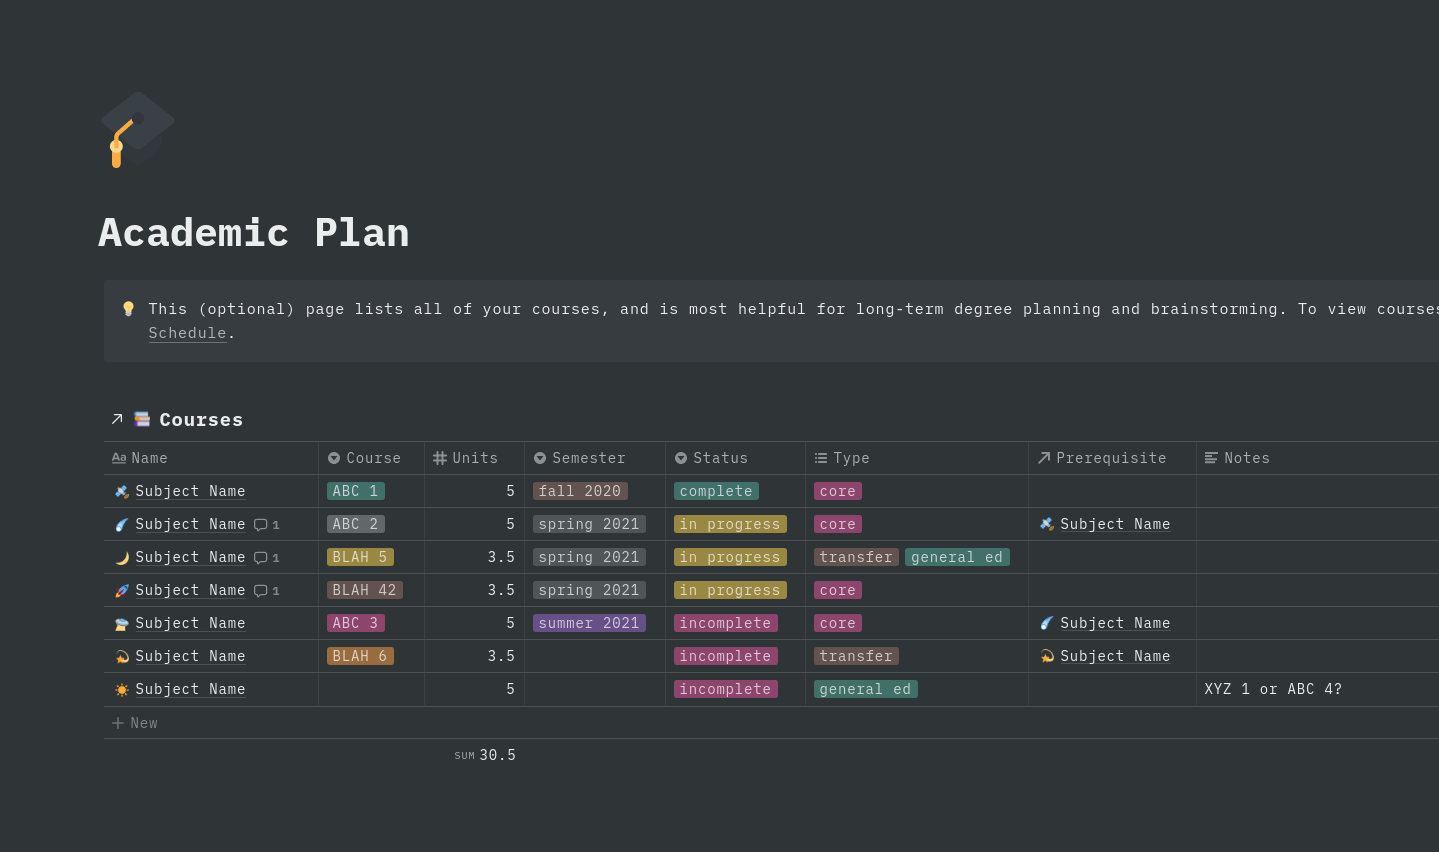 Academic Plan
This (optional) page lists all of your courses, and is most helpful for long-term degree planning and brainstorming. To view courses
Schedule.
Courses
Aa Name Course # Units Semester Status Type Prerequisite Notes
Subject Name ABC 1 5 fall 2020 complete core
Subject Name 1 ABC 2 5 spring 2021 in progress core Subject Name
Subject Name 1 BLAH 5 3.5 spring 2021 in progress transfer general ed
Subject Name 1 BLAH 42 3.5 spring 2021 in progress core
Subject Name ABC 3 5 summer 2021 incomplete core Subject Name
Subject Name BLAH 6 3.5 incomplete transfer Subject Name
Subject Name 5 incomplete general ed XYZ 1 or ABC 4?
+ New
SUM 30.5